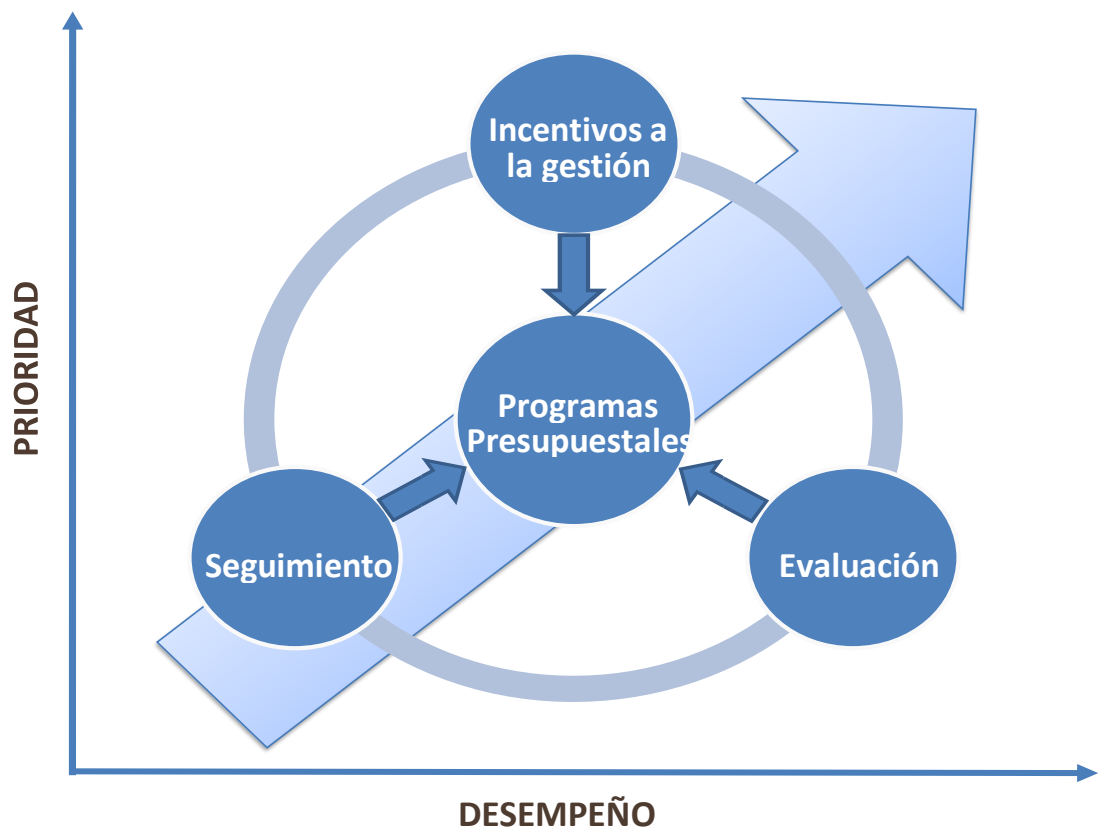 Incentivos a
la gestión
PRIORIDAD
Programas
Presupuestales
Seguimiento
Evaluación
DESEMPEÑO